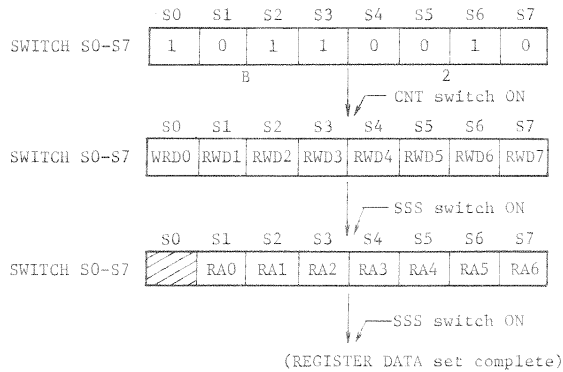 S0 S1 S2 S3 S4 S5 S6 S7
SWITCH S0-S7 1 0 1 1 0 0 1 0
B 2
CNT switch ON
S0 S1 S2 S3 S4 S5 S6 S7
SWITCH S0-S7 WRD0 RWD1 RWD2 RWD3 RWD4 RWD5 RWD6 RWD7
SSS switch ON
S0 S1 S2 S3 S4 S5 S6 S7
SWITCH S0-S7 RA0 RA1 RA2 RA3 RA4 RA5 RA6
SSS switch ON
(REGISTER DATA set complete)